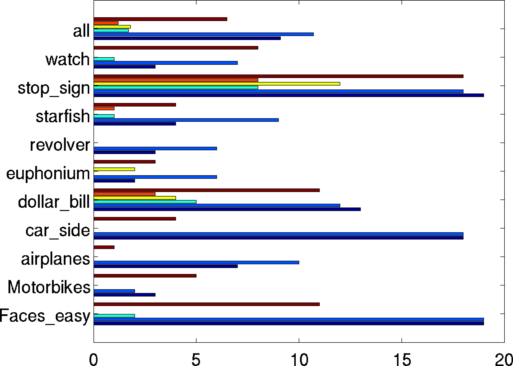 all
watch
stop_sign
starfish
revolver
euphonium
dollar_bill
car_side
airplanes
Motorbikes
Faces_easy
0 5 10 15 20